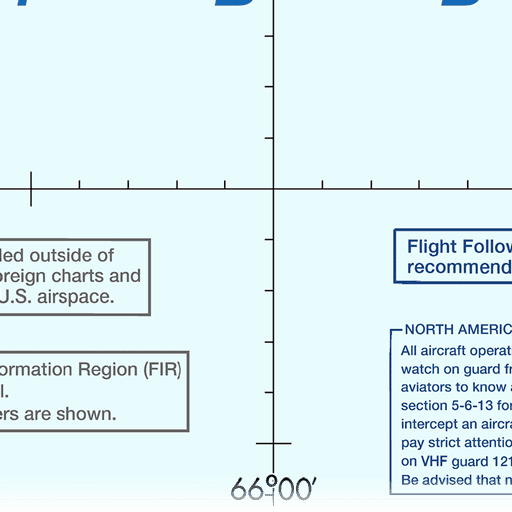 led outside of
oreign charts and
U.S. airspace.
ormation Region (FIR)
l.
ers are shown.
Flight Follow
recommend
NORTH AMERIC
All aircraft operat
watch on guard fr
aviators to know a
section 5-6-13 for
intercept an aircra
pay strict attentio
on VHF guard 121
Be advised that n
66°00'